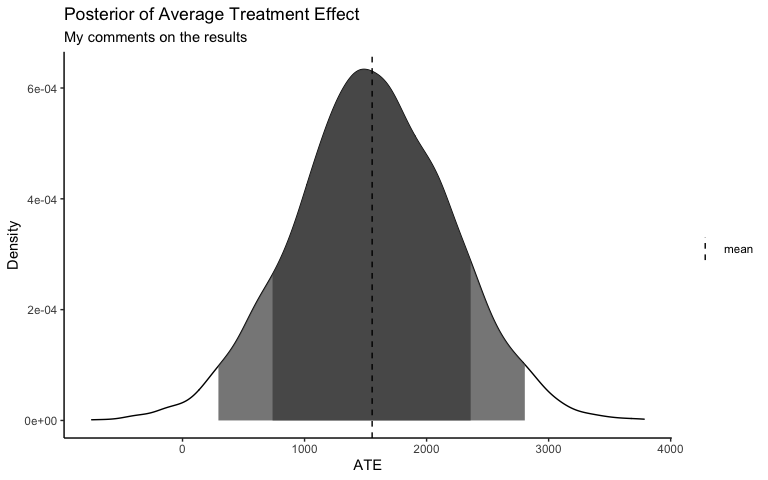 Posterior of Average Treatment Effect
My comments on the results
6e-04
4e-04
2e-04
0e+00
Density
mean
0
1000
2000
3000
4000
ATE